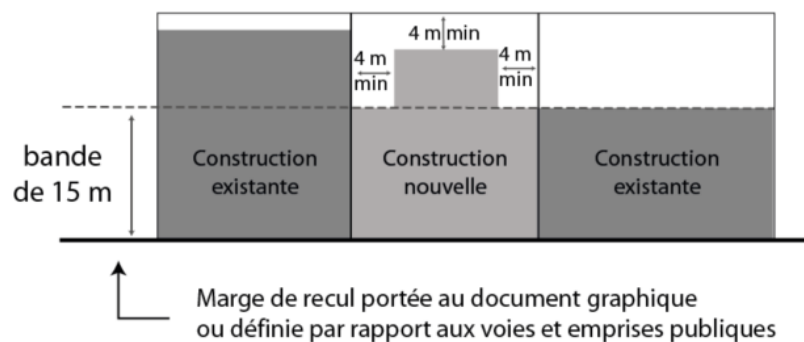 4 m min
4 m
min
4 m
min
bande
de 15 m
Construction
existante
Construction
nouvelle
Construction
existante
Marge de recul portée au document graphique
ou définie par rapport aux voies et emprises publiques